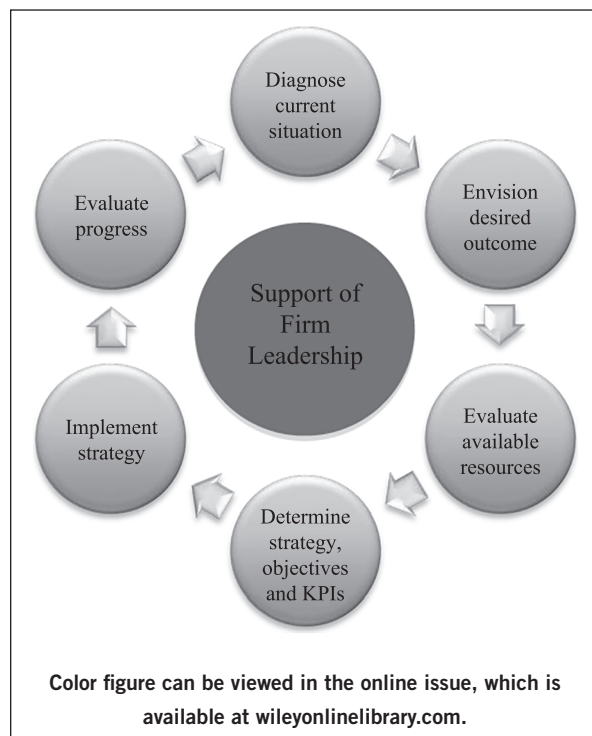 Diagnose
current
situation
Envision
desired
outcome
Evaluate
available
resources
Determine
strategy,
objectives
and KPIs
Implement
strategy
Evaluate
progress
Support of
Firm
Leadership
Color figure can be viewed in the online issue, which is
available at wileyonlinelibrary.com.